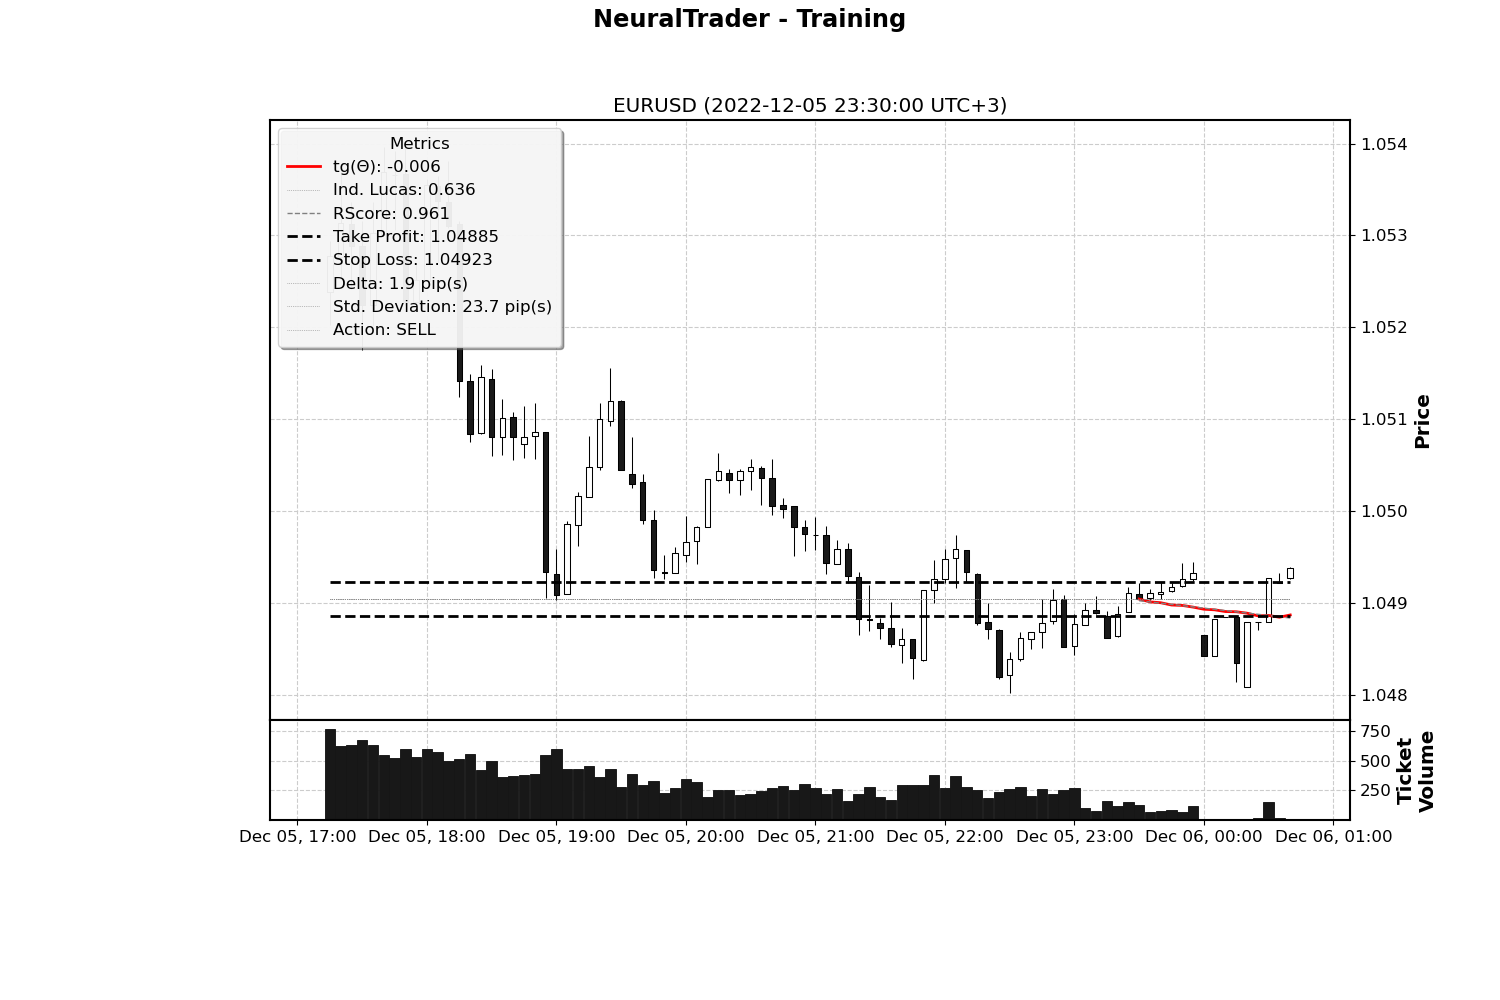 NeuralTrader - Training
EURUSD (2022-12-05 23:30:00 UTC+3)
Metrics
tg(Θ): -0.006
Ind. Lucas: 0.636
RScore: 0.961
Take Profit: 1.04885
Stop Loss: 1.04923
Delta: 1.9 pip(s)
Std. Deviation: 23.7 pip(s)
Action: SELL
1.054
1.053
1.052
1.051
1.050
1.049
1.048
Price
750
500
250
Ticket
Volume
Dec 05, 17:00 Dec 05, 18:00 Dec 05, 19:00 Dec 05, 20:00 Dec 05, 21:00 Dec 05, 22:00 Dec 05, 23:00 Dec 06, 00:00 Dec 06, 01:00